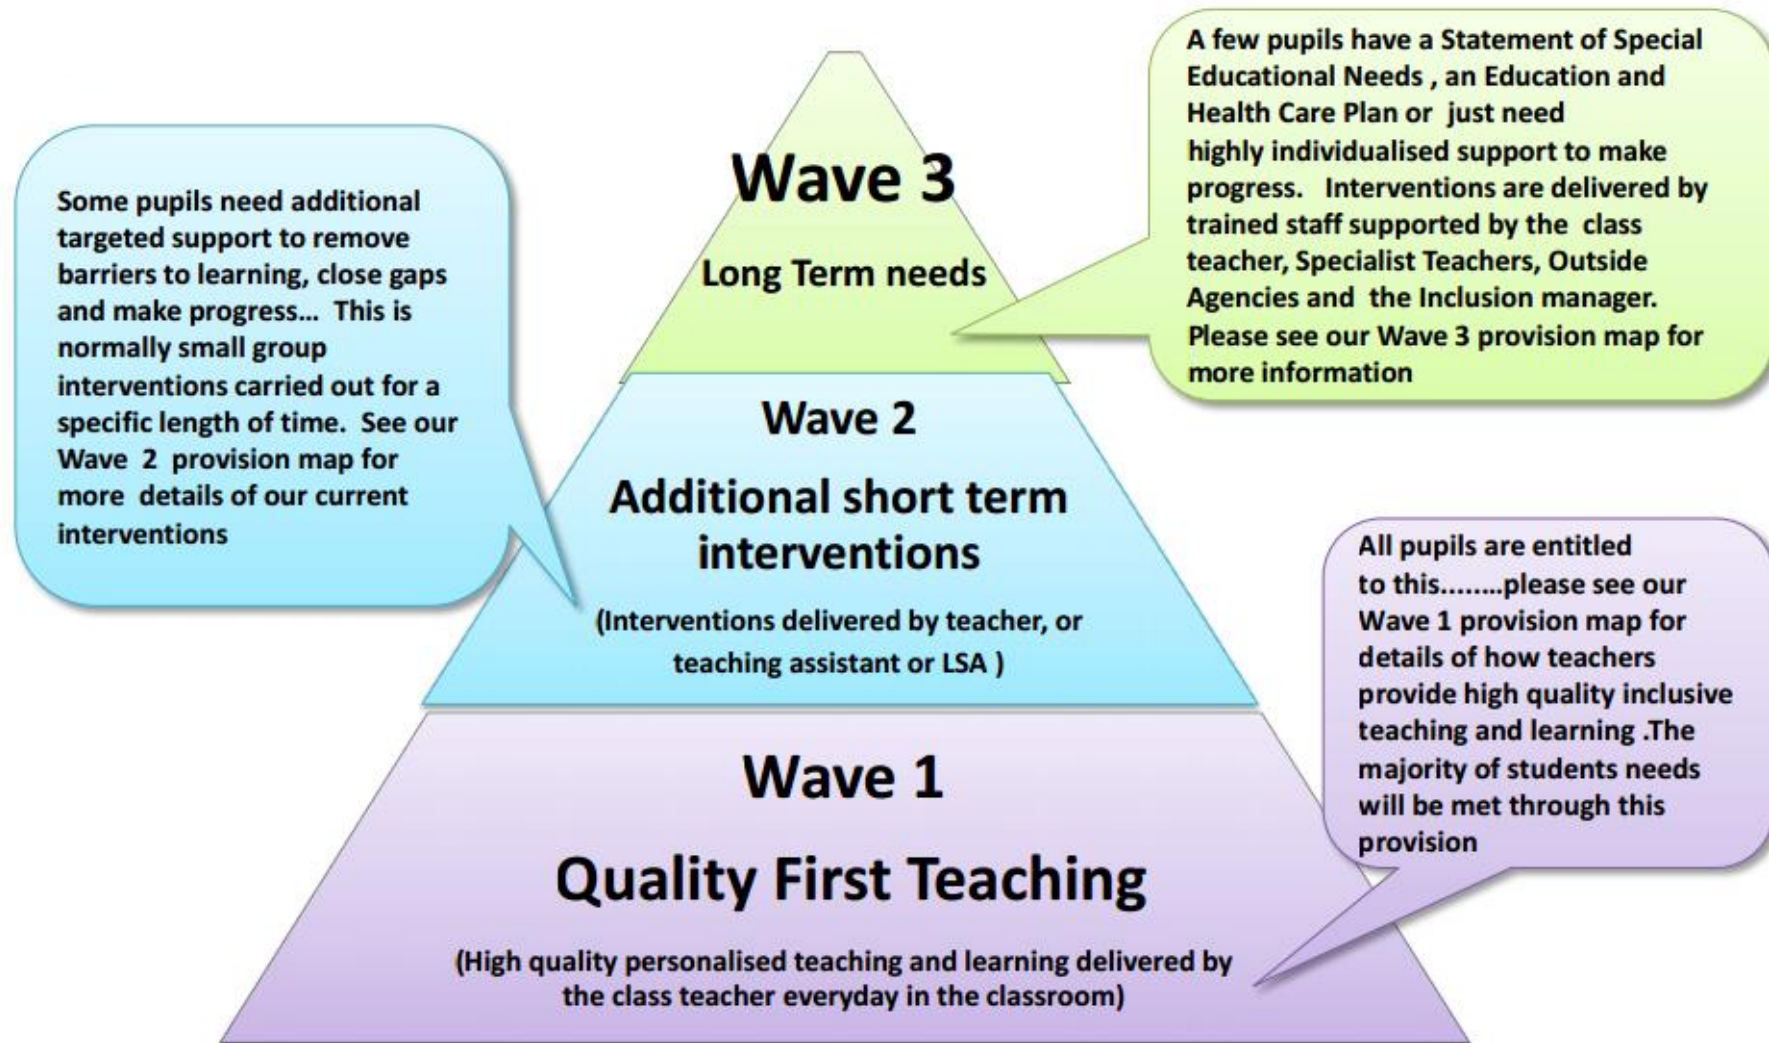 Wave 3
Long Term needs
A few pupils have a Statement of Special
Educational Needs , an Education and
Health Care Plan or just need
highly individualised support to make
progress. Interventions are delivered by
trained staff supported by the class
teacher, Specialist Teachers, Outside
Agencies and the Inclusion manager.
Please see our Wave 3 provision map for
more information
Some pupils need additional
targeted support to remove
barriers to learning, close gaps
and make progress... This is
normally small group
interventions carried out for a
specific length of time. See our
Wave 2 provision map for
more details of our current
interventions
Wave 2
Additional short term
interventions
(Interventions delivered by teacher, or
teaching assistant or LSA )
All pupils are entitled
to this........please see our
Wave 1 provision map for
details of how teachers
provide high quality inclusive
teaching and learning .The
majority of students needs
will be met through this
provision
Wave 1
Quality First Teaching
(High quality personalised teaching and learning delivered by
the class teacher everyday in the classroom)